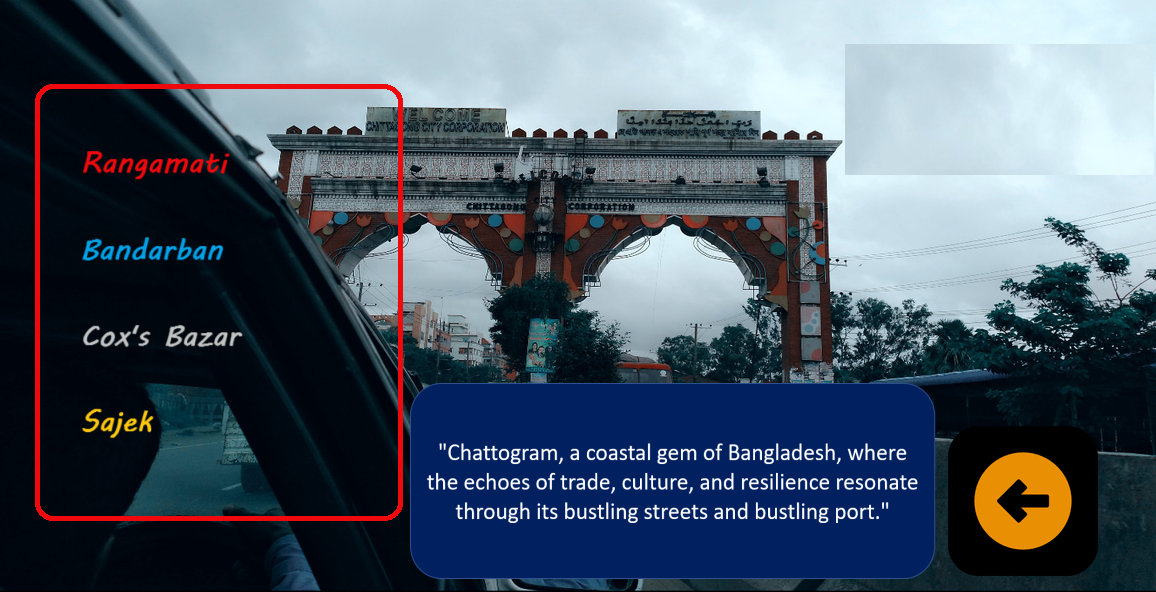 WELCOME
CHITTAGONG CITY CORPORATION
CHITTAGONG CITY CORPORATION
Rangamati
Bandarban
Cox's Bazar
Sajek
"Chattogram, a coastal gem of Bangladesh, where
the echoes of trade, culture, and resilience resonate
through its bustling streets and bustling port."